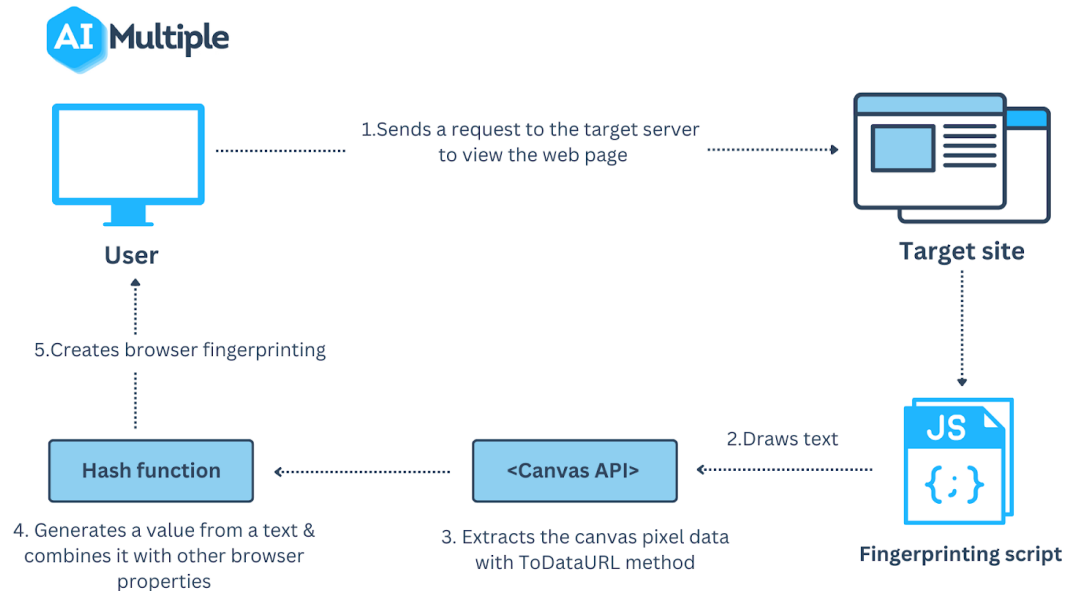 AI Multiple
1.Sends a request to the target server
to view the web page
User
Target site
5.Creates browser fingerprinting
JS
{;}
2.Draws text
Hash function
<Canvas API>
4. Generates a value from a text &
combines it with other browser
properties
3. Extracts the canvas pixel data
with ToDataURL method
Fingerprinting script